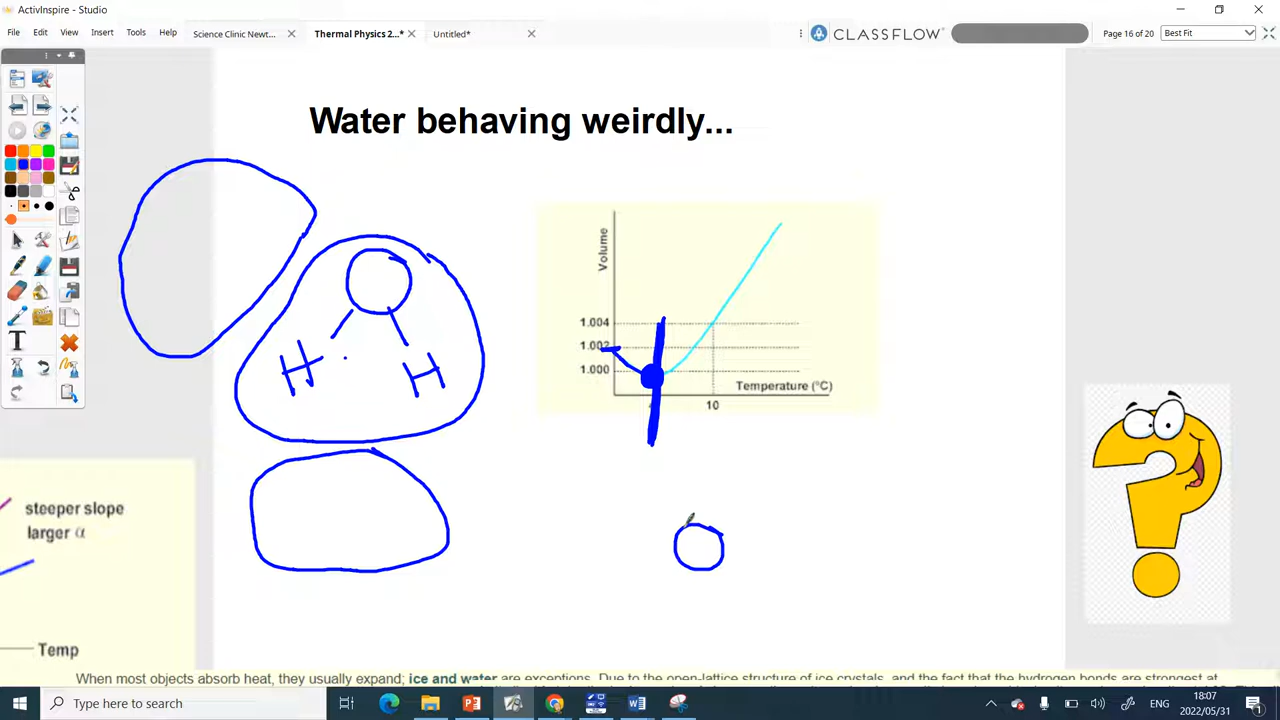 ActivInspire - Studio
File Edit View Insert Tools Help
Science Clinic Newt...
Thermal Physics 2...*
Untitled*
CLASSFLOW
Page 16 of 20
Best Fit
Water behaving weirdly...
Volume
1.004
1.002
1.000
Temperature (°C)
10
H H
T
steeper slope
larger α
Temp
When most objects absorb heat, they usually expand; ice and water are exceptions. Due to the open-lattice structure of ice crystals, and the fact that the hydrogen bonds are strongest at
Type here to search
ENG
18:07
2022/05/31